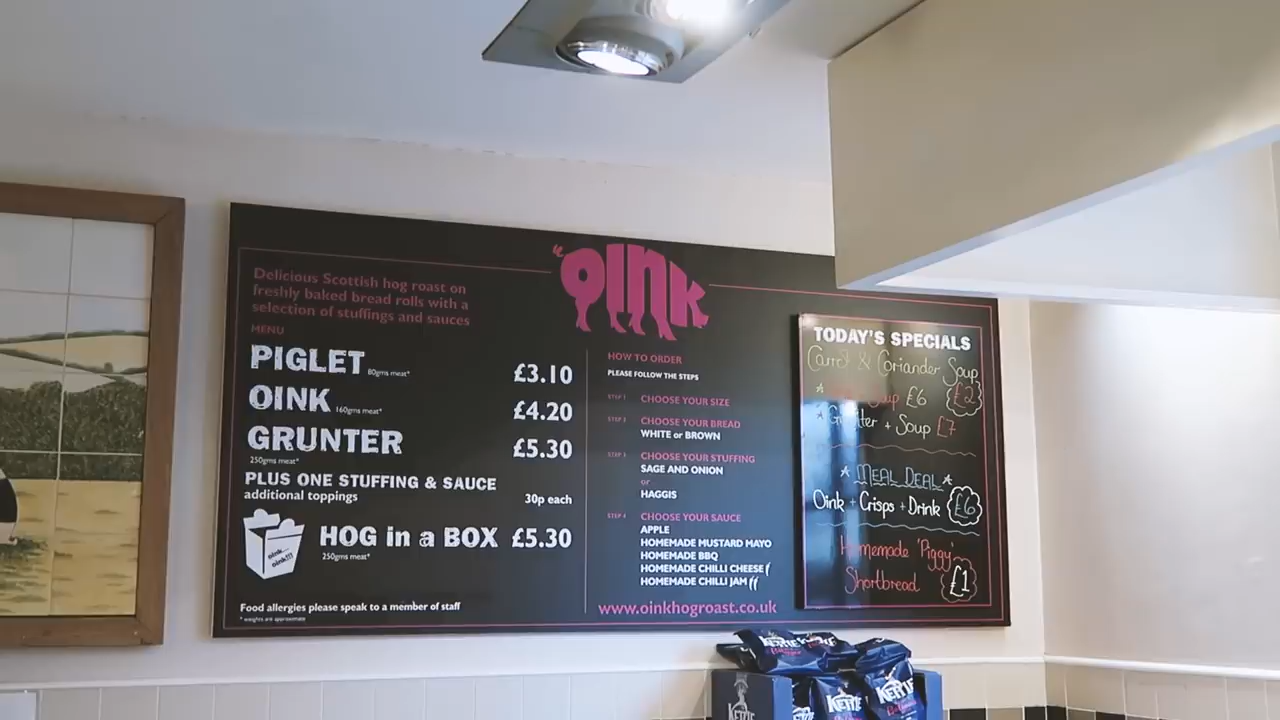 OINK
Delicious Scottish hog roast on
freshly baked bread rolls with a
selection of stuffings and sauces
MENU
PIGLET 80gms meat* £3.10
OINK 160gms meat* £4.20
GRUNTER £5.30
250gms meat*
PLUS ONE STUFFING & SAUCE
additional toppings 30p each
oink...
oink!!!
HOG in a BOX £5.30
250gms meat*
Food allergies please speak to a member of staff
* weights are approximate
HOW TO ORDER
PLEASE FOLLOW THE STEPS
STEP 1 CHOOSE YOUR SIZE
STEP 2 CHOOSE YOUR BREAD
WHITE or BROWN
STEP 3 CHOOSE YOUR STUFFING
SAGE AND ONION
or
HAGGIS
STEP 4 CHOOSE YOUR SAUCE
APPLE
HOMEMADE MUSTARD MAYO
HOMEMADE BBQ
HOMEMADE CHILLI CHEESE
HOMEMADE CHILLI JAM
www.oinkhogroast.co.uk
TODAY'S SPECIALS
Carrot & Coriander Soup
£2
Soup £6
+ Soup £7
MEAL DEAL
Oink + Crisps + Drink £6
Homemade 'Piggy'
Shortbread £1
KETTLE
KETTLE
KETTLE
KETTLE